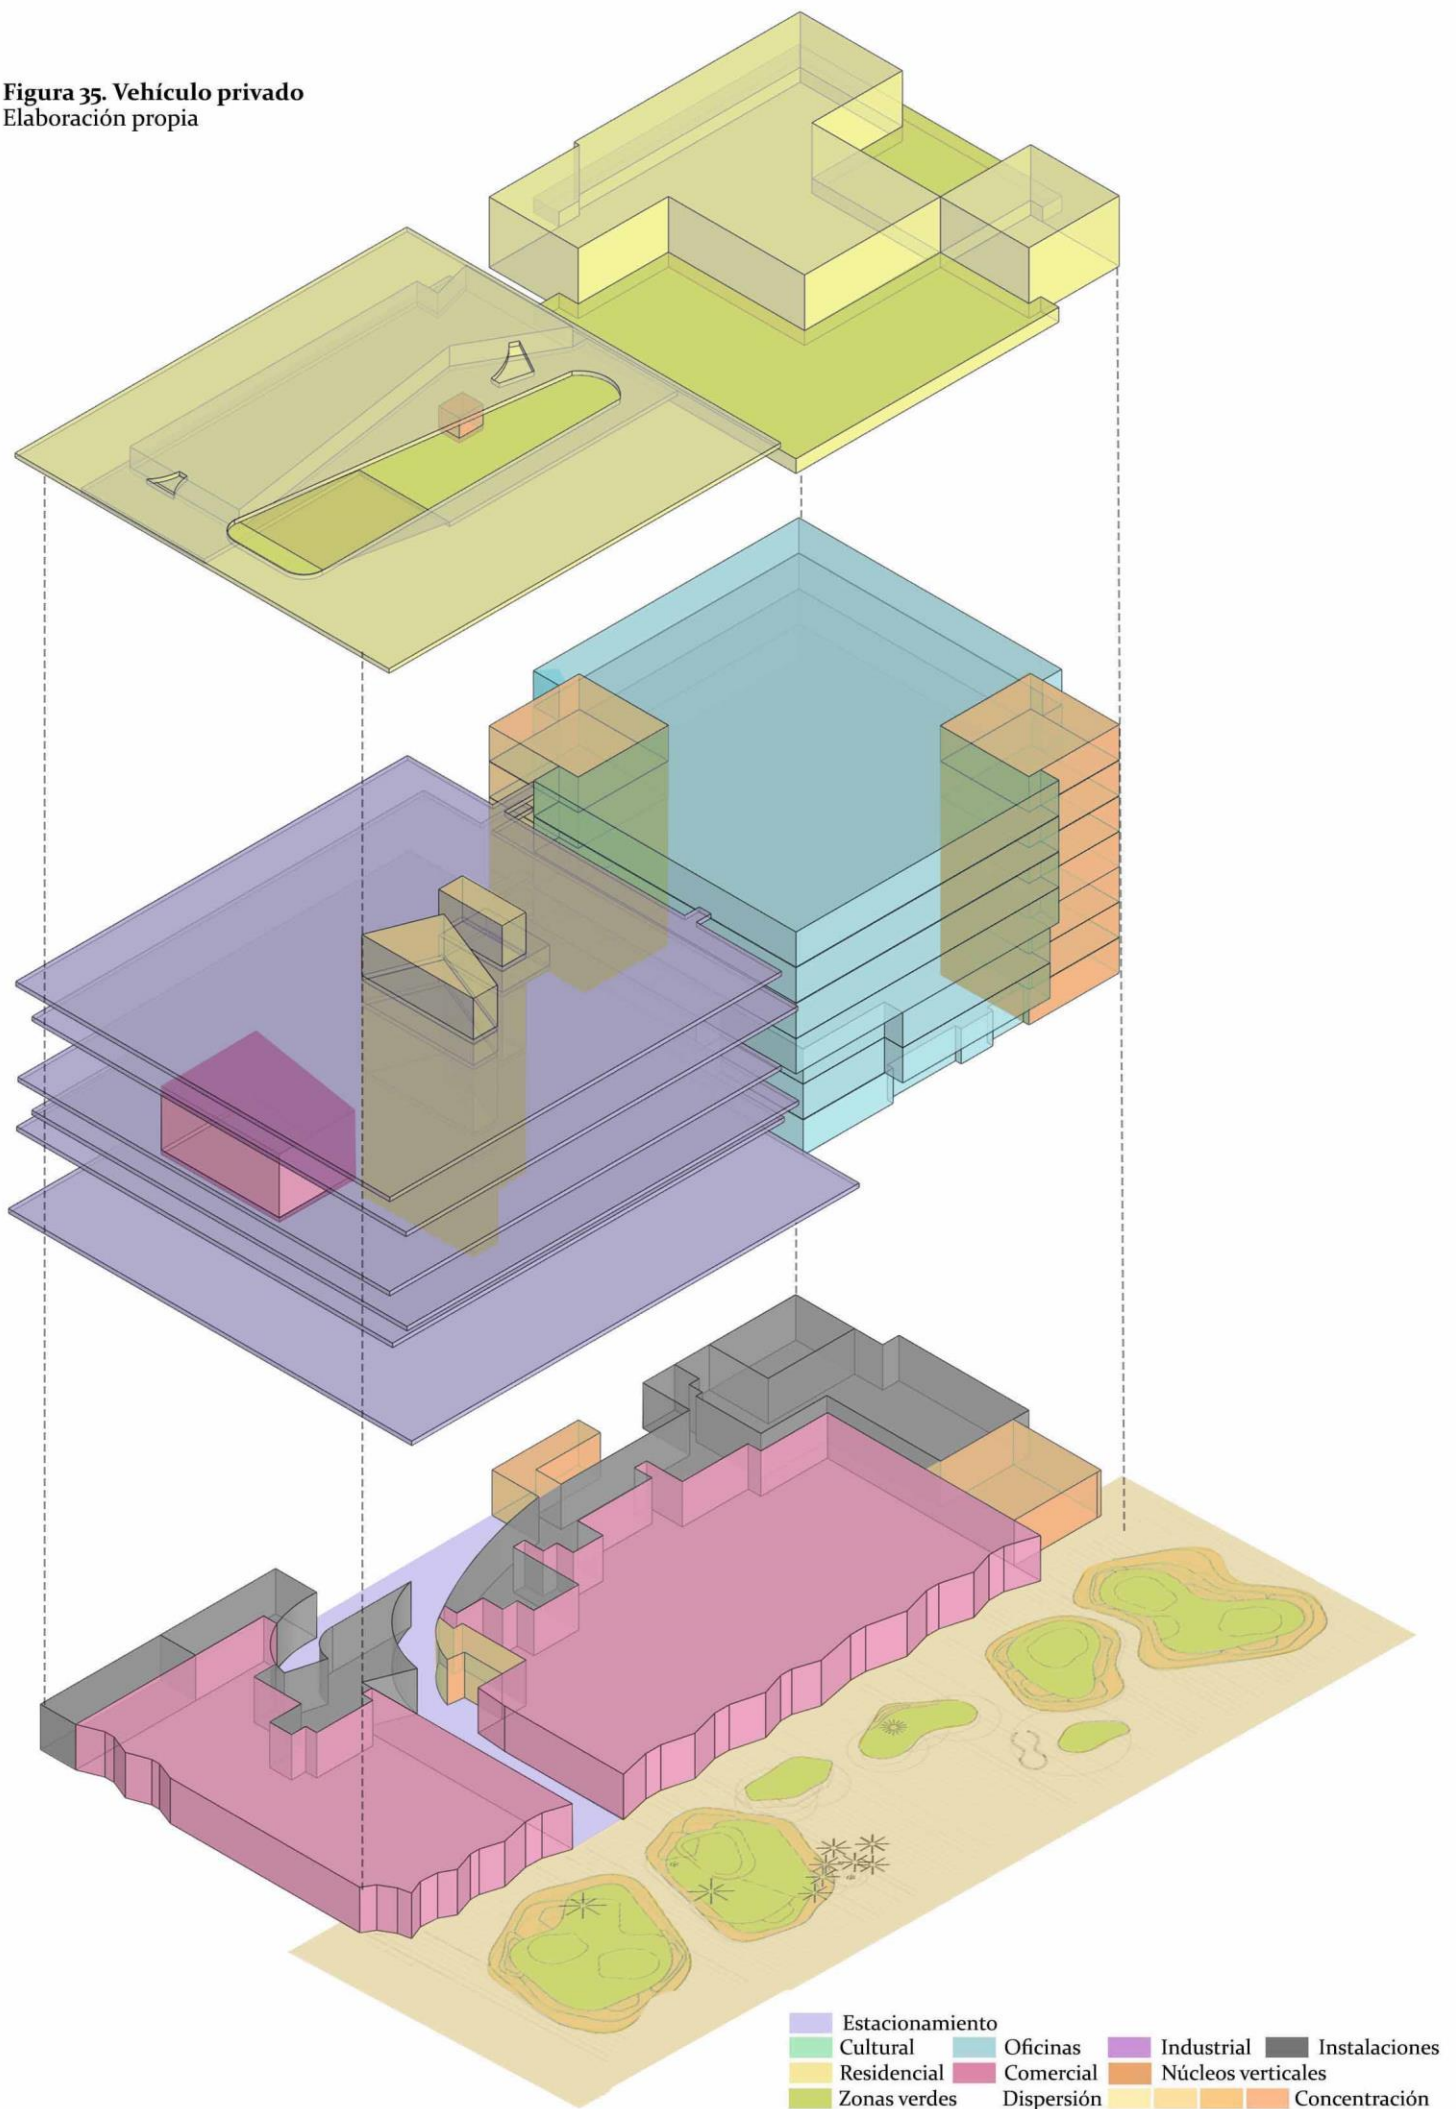 Figura 35. Vehículo privado
Elaboración propia
Estacionamiento
Cultural Oficinas Industrial Instalaciones
Residencial Comercial Núcleos verticales
Zonas verdes Dispersión Concentración